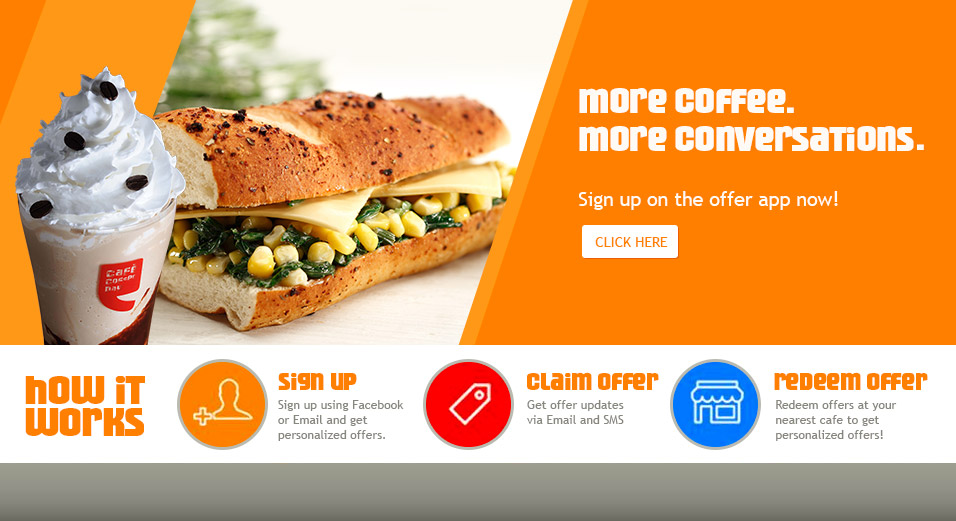 more coffee.
more conversations.
Sign up on the offer app now!
CLICK HERE
café
coffee
day
how it
works
sign up
Sign up using Facebook
or Email and get
personalized offers.
claim offer
Get offer updates
via Email and SMS
redeem offer
Redeem offers at your
nearest cafe to get
personalized offers!